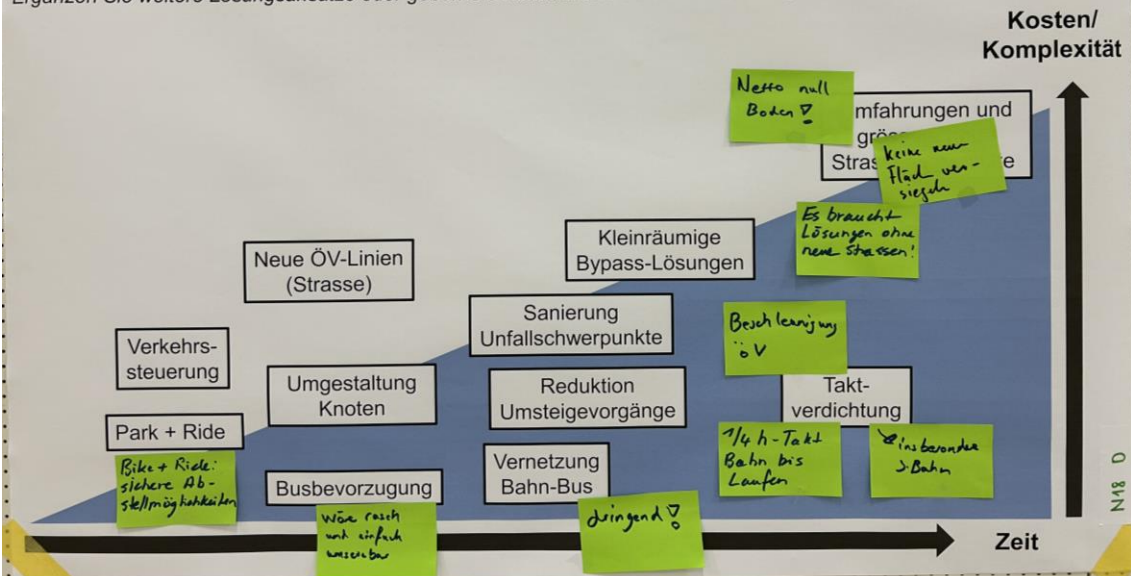 Kosten/
Komplexität
Netto null
Boden!
mfahrungen und
keine neue
Fläch ver-
siegeln
Es braucht
Lösungen ohne
neue Strassen!
Kleinräumige
Bypass-Lösungen
Neue ÖV-Linien
(Strasse)
Sanierung
Unfallschwerpunkte
Beschleunigung
öV
Verkehrs-
steuerung
Umgestaltung
Knoten
Reduktion
Umsteigevorgänge
Takt-
verdichtung
Park + Ride
Bike + Ride:
sichere Ab-
stellmöglichkeiten
Busbevorzugung
Wäre rasch
und einfach
umsetzbar
Vernetzung
Bahn-Bus
dringend!
1/4 h-Takt
Bahn bis
Laufen
insbesondere
S-Bahn
Zeit
N18 D